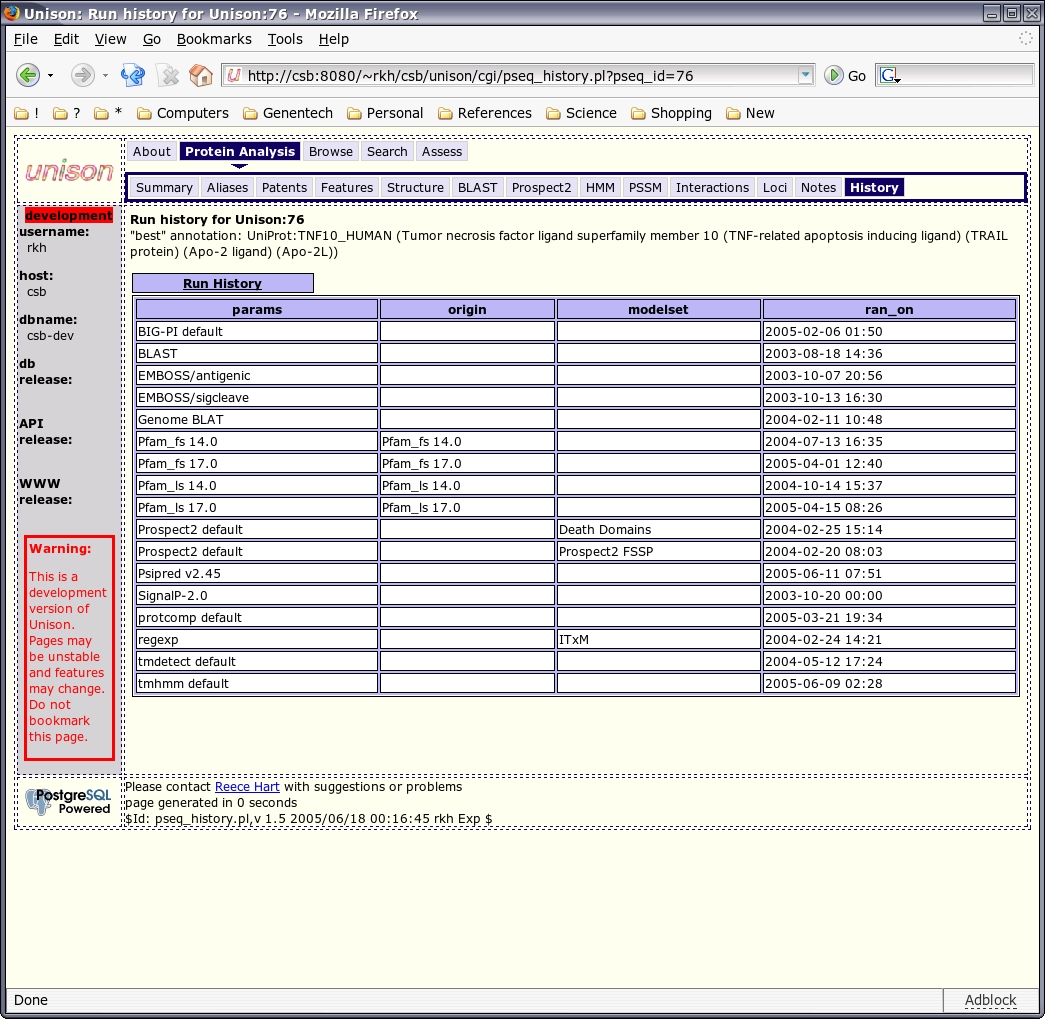 Unison: Run history for Unison:76 - Mozilla Firefox
File Edit View Go Bookmarks Tools Help
http://csb:8080/~rkh/csb/unison/cgi/pseq_history.pl?pseq_id=76 Go G
! ? * Computers Genentech Personal References Science Shopping New
unison
About Protein Analysis Browse Search Assess
Summary Aliases Patents Features Structure BLAST Prospect2 HMM PSSM Interactions Loci Notes History
development
username:
rkh
host:
csb
dbname:
csb-dev
db
release:
API
release:
WWW
release:
Warning:
This is a
development
version of
Unison.
Pages may
be unstable
and features
may change.
Do not
bookmark
this page.
Run history for Unison:76
"best" annotation: UniProt:TNF10_HUMAN (Tumor necrosis factor ligand superfamily member 10 (TNF-related apoptosis inducing ligand) (TRAIL
protein) (Apo-2 ligand) (Apo-2L))
Run History
params origin modelset ran_on
BIG-PI default 2005-02-06 01:50
BLAST 2003-08-18 14:36
EMBOSS/antigenic 2003-10-07 20:56
EMBOSS/sigcleave 2003-10-13 16:30
Genome BLAT 2004-02-11 10:48
Pfam_fs 14.0 Pfam_fs 14.0 2004-07-13 16:35
Pfam_fs 17.0 Pfam_fs 17.0 2005-04-01 12:40
Pfam_ls 14.0 Pfam_ls 14.0 2004-10-14 15:37
Pfam_ls 17.0 Pfam_ls 17.0 2005-04-15 08:26
Prospect2 default Death Domains 2004-02-25 15:14
Prospect2 default Prospect2 FSSP 2004-02-20 08:03
Psipred v2.45 2005-06-11 07:51
SignalP-2.0 2003-10-20 00:00
protcomp default 2005-03-21 19:34
regexp ITxM 2004-02-24 14:21
tmdetect default 2004-05-12 17:24
tmhmm default 2005-06-09 02:28
PostgreSQL
Powered
Please contact Reece Hart with suggestions or problems
page generated in 0 seconds
$Id: pseq_history.pl,v 1.5 2005/06/18 00:16:45 rkh Exp $
Done Adblock